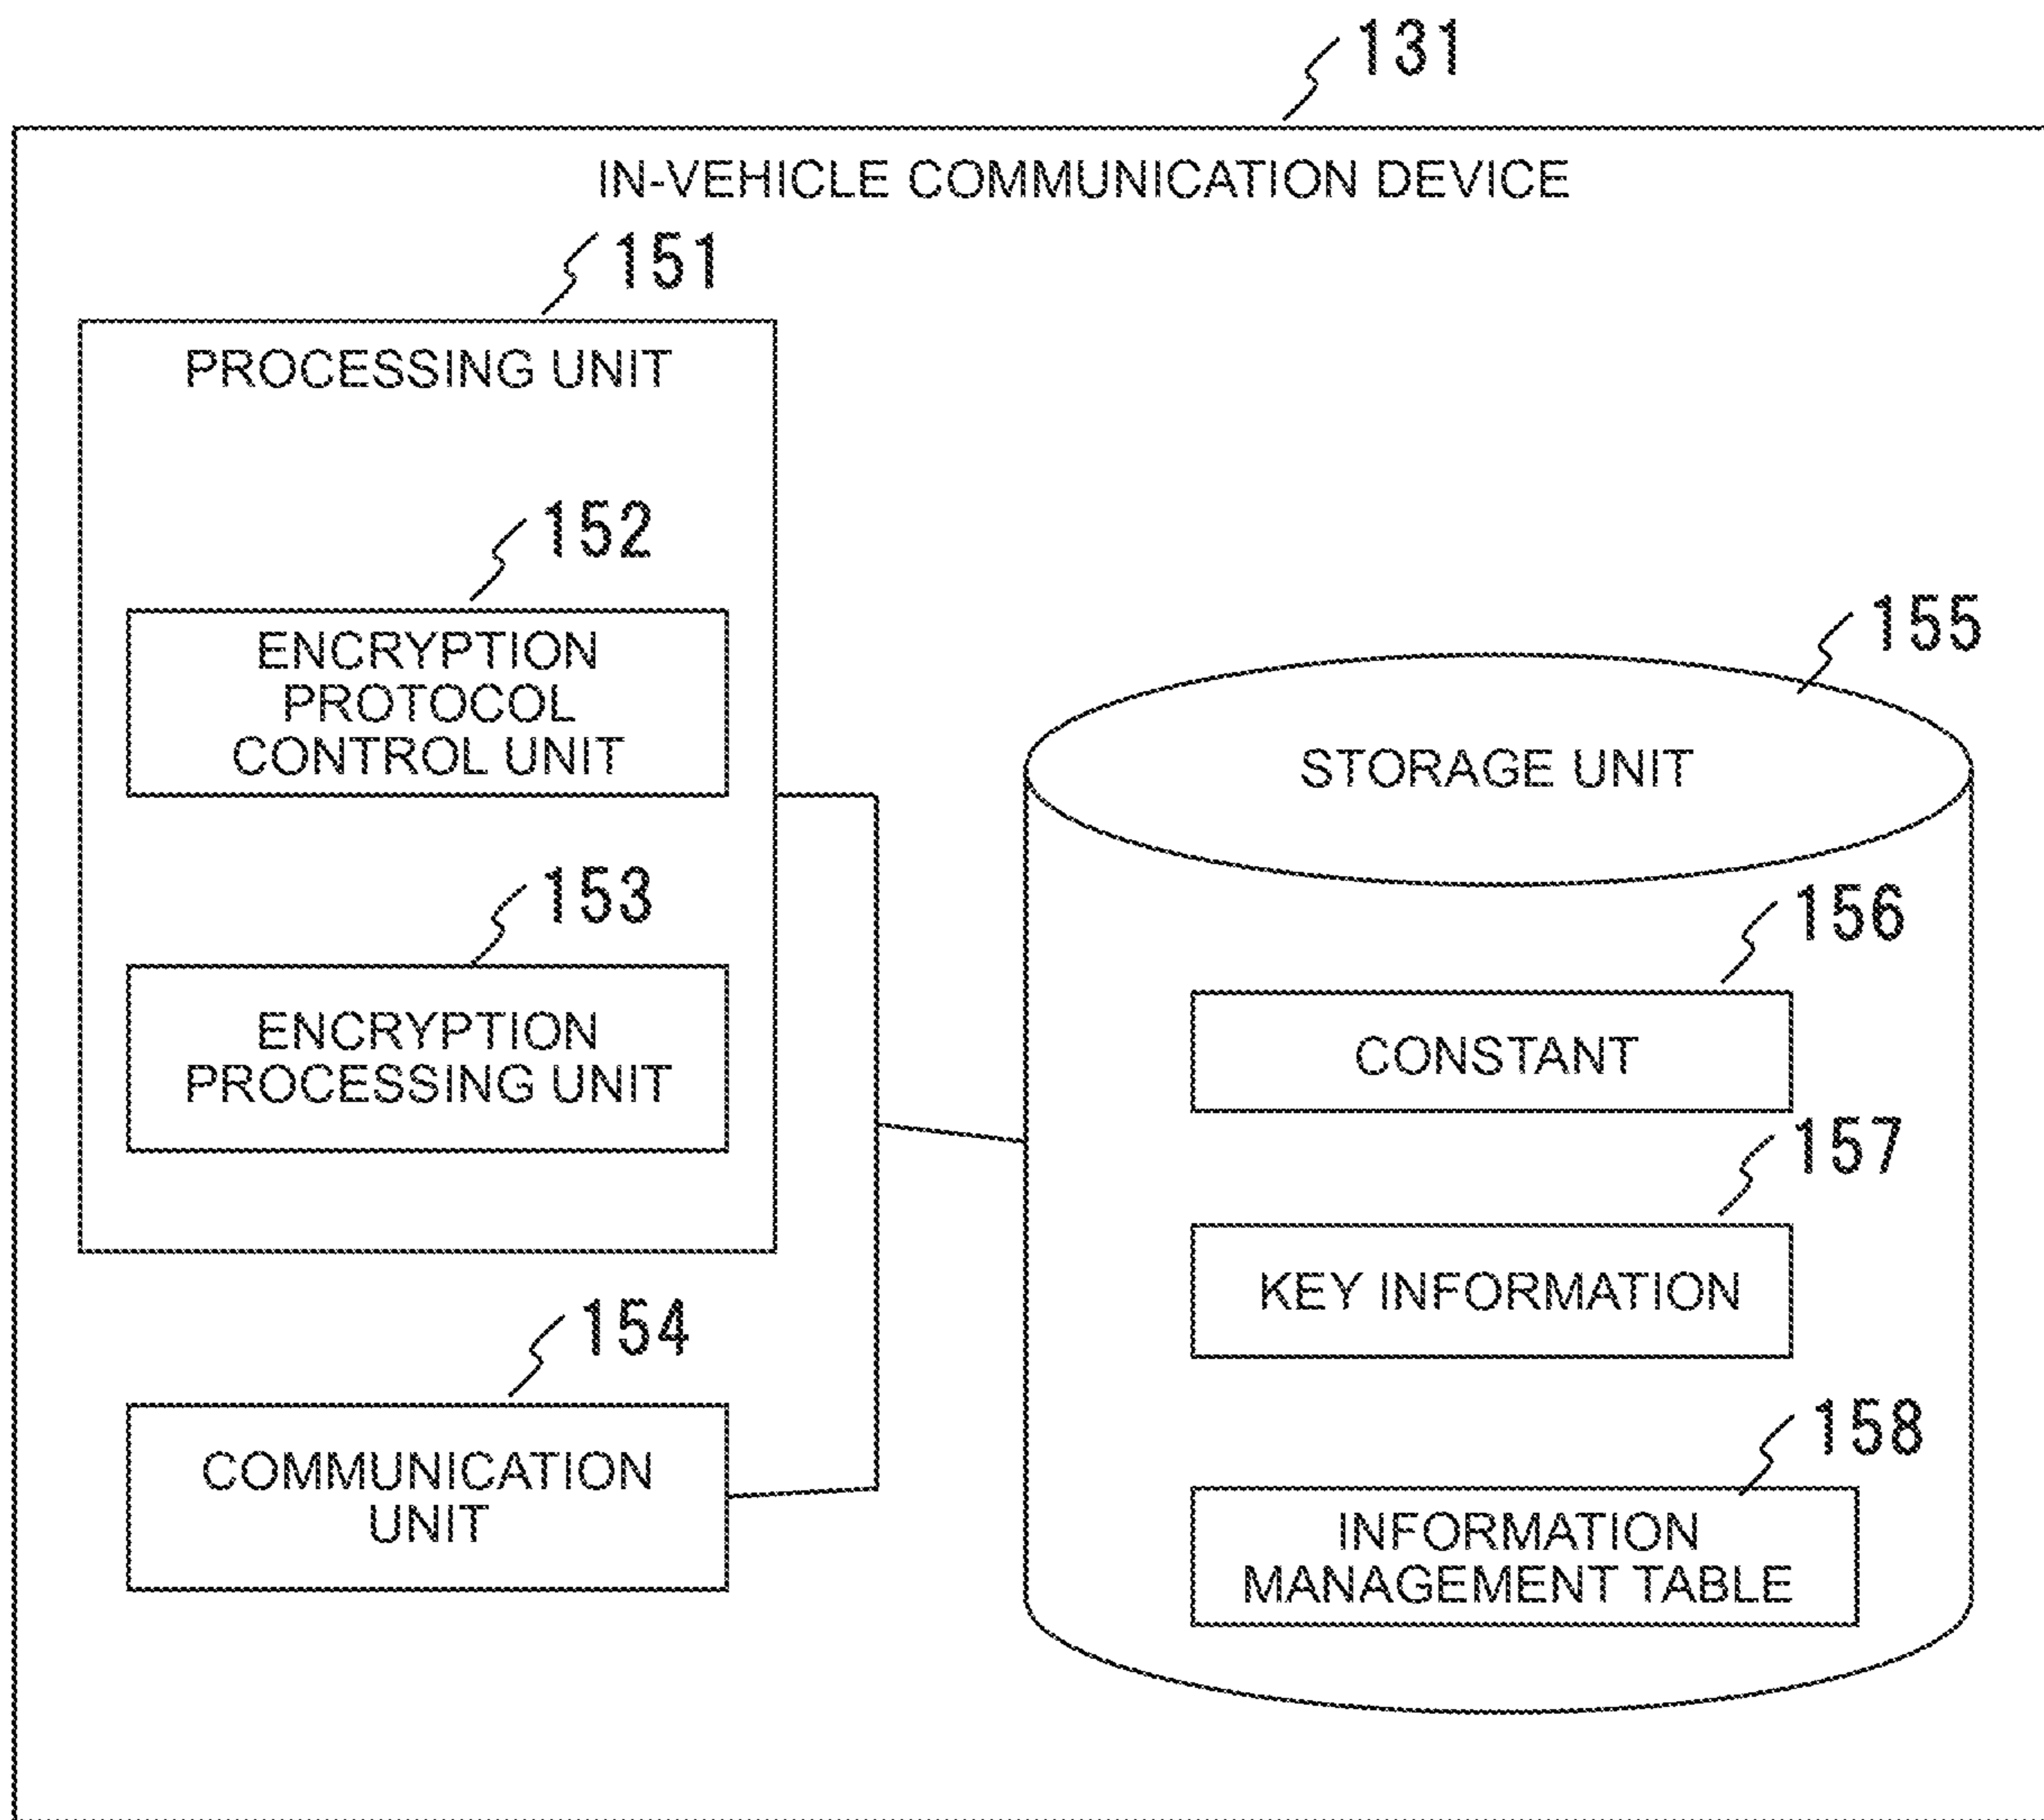 131
IN-VEHICLE COMMUNICATION DEVICE
151
PROCESSING UNIT
152
ENCRYPTION
PROTOCOL
CONTROL UNIT
153
ENCRYPTION
PROCESSING UNIT
154
COMMUNICATION
UNIT
155
STORAGE UNIT
156
CONSTANT
157
KEY INFORMATION
158
INFORMATION
MANAGEMENT TABLE